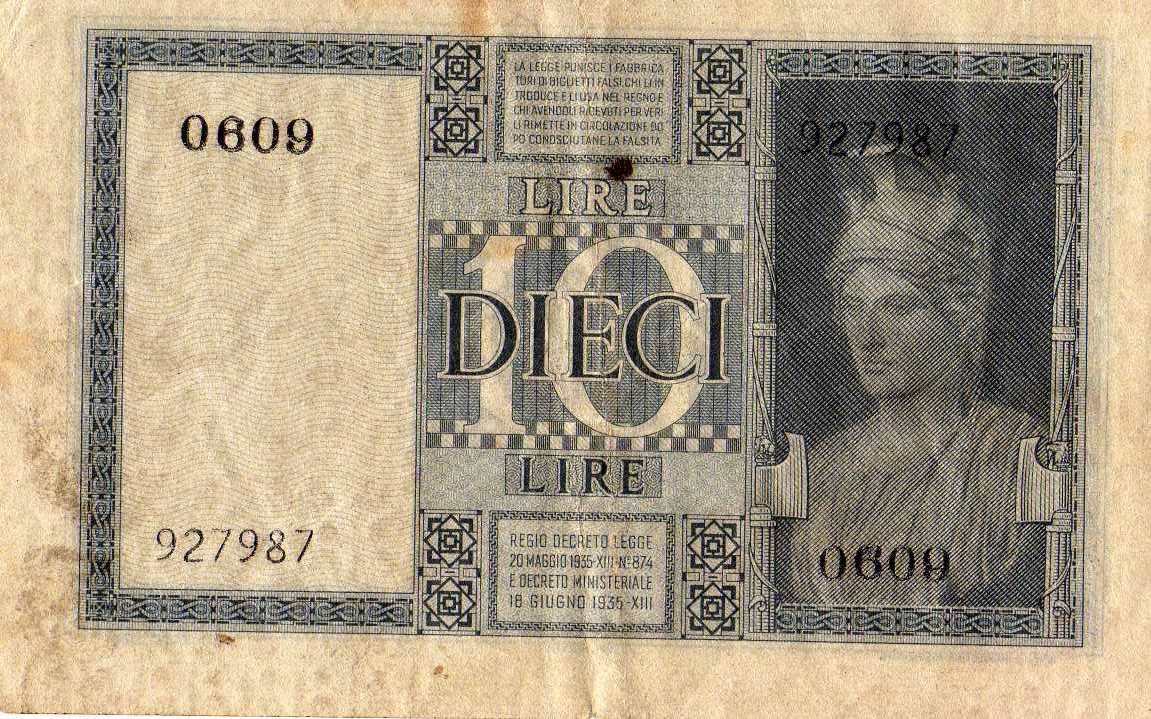 0609
LA LEGGE PUNISCE I FABBRICA
TORI DI BIGLIETTI FALSI, CHI LI IN
TRODUCE E LI USA NEL REGNO E
CHI AVENDOLI RICEVUTI PER VERI
LI RIMETTE IN CIRCOLAZIONE DO
PO CONOSCIUTANE LA FALSITA
927987
LIRE
10
DIECI
LIRE
927987
REGIO DECRETO LEGGE
20 MAGGIO 1935-XIII-Nº874
E DECRETO MINISTERIALE
18 GIUGNO 1935-XIII
0609